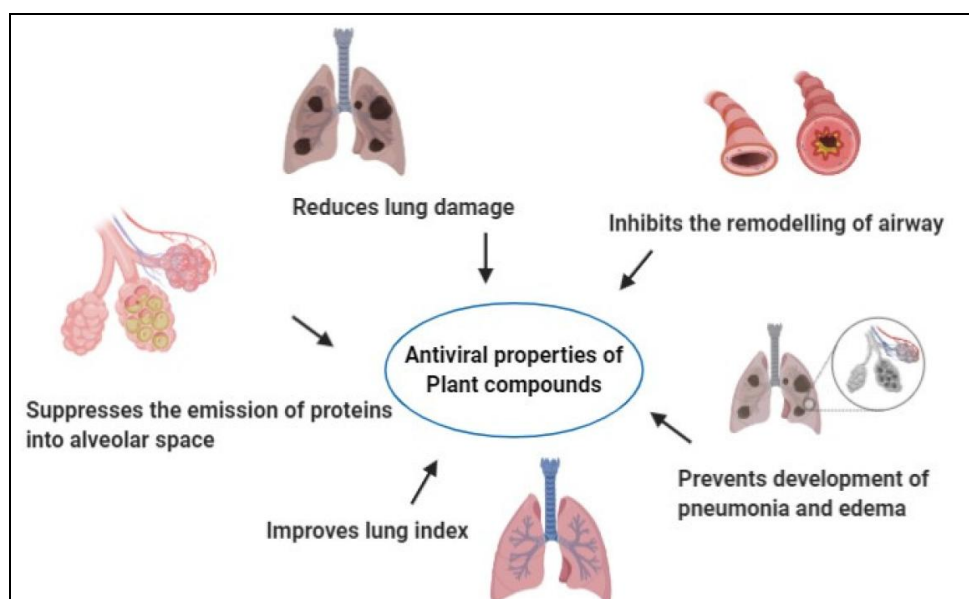 Reduces lung damage
Inhibits the remodelling of airway
Antiviral properties of
Plant compounds
Suppresses the emission of proteins
into alveolar space
Prevents development of
pneumonia and edema
Improves lung index